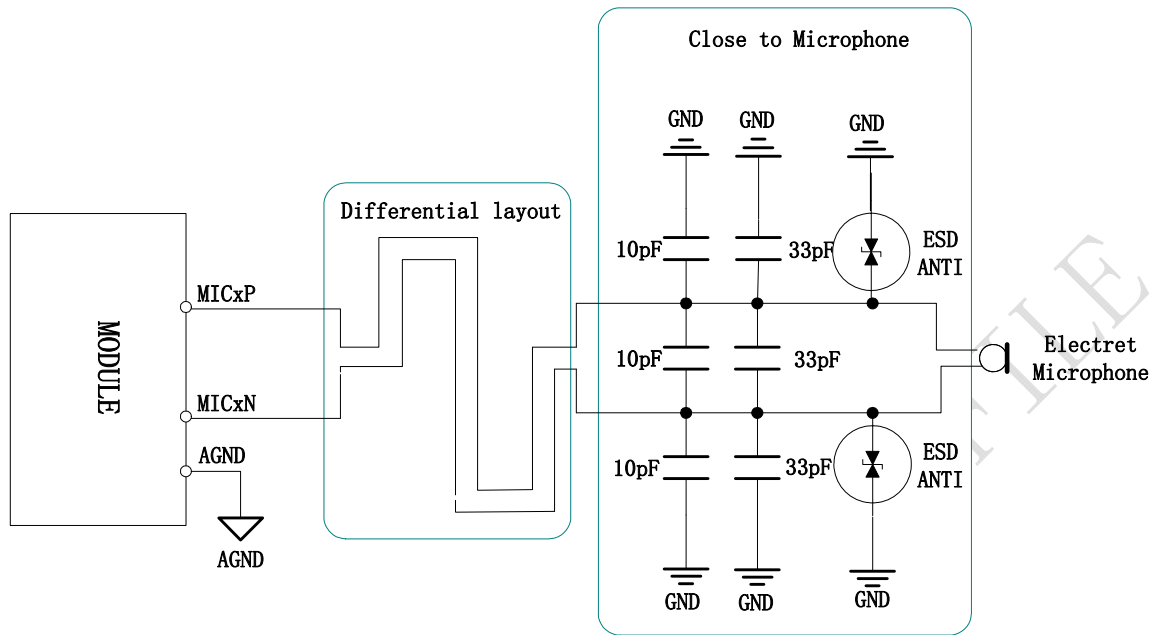 Close to Microphone
GND
GND
GND
Differential layout
10pF
33pF
ESD
ANTI
MICxP
MODULE
10pF
33pF
Electret
Microphone
MICxN
AGND
10pF
33pF
ESD
ANTI
AGND
GND
GND
GND